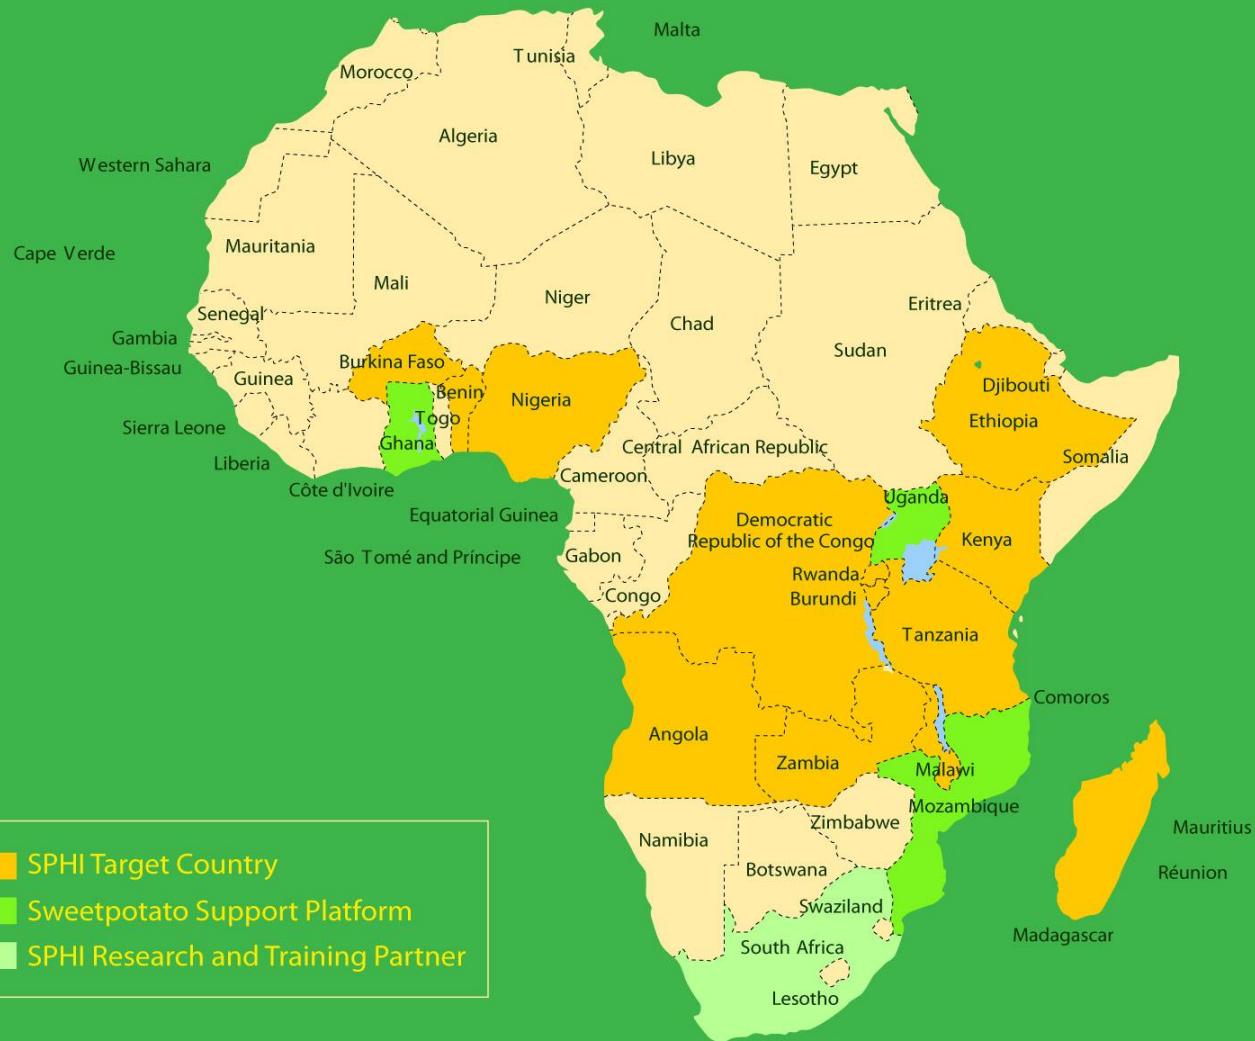 Malta
Tunisia
Morocco
Algeria
Libya
Egypt
Western Sahara
Mauritania
Cape Verde
Mali
Niger
Chad
Eritrea
Senegal
Gambia
Sudan
Guinea-Bissau
Burkina Faso
Guinea
Benin
Nigeria
Djibouti
Togo
Ethiopia
Sierra Leone
Ghana
Central African Republic
Somalia
Liberia
Cameroon
Côte d'Ivoire
Uganda
Equatorial Guinea
Democratic
Republic of the Congo
Kenya
São Tomé and Príncipe
Gabon
Rwanda
Congo
Burundi
Tanzania
Comoros
Angola
Zambia
Malawi
Mozambique
Zimbabwe
Mauritius
Namibia
Botswana
Réunion
Swaziland
Madagascar
South Africa
Lesotho
SPHI Target Country
Sweetpotato Support Platform
SPHI Research and Training Partner